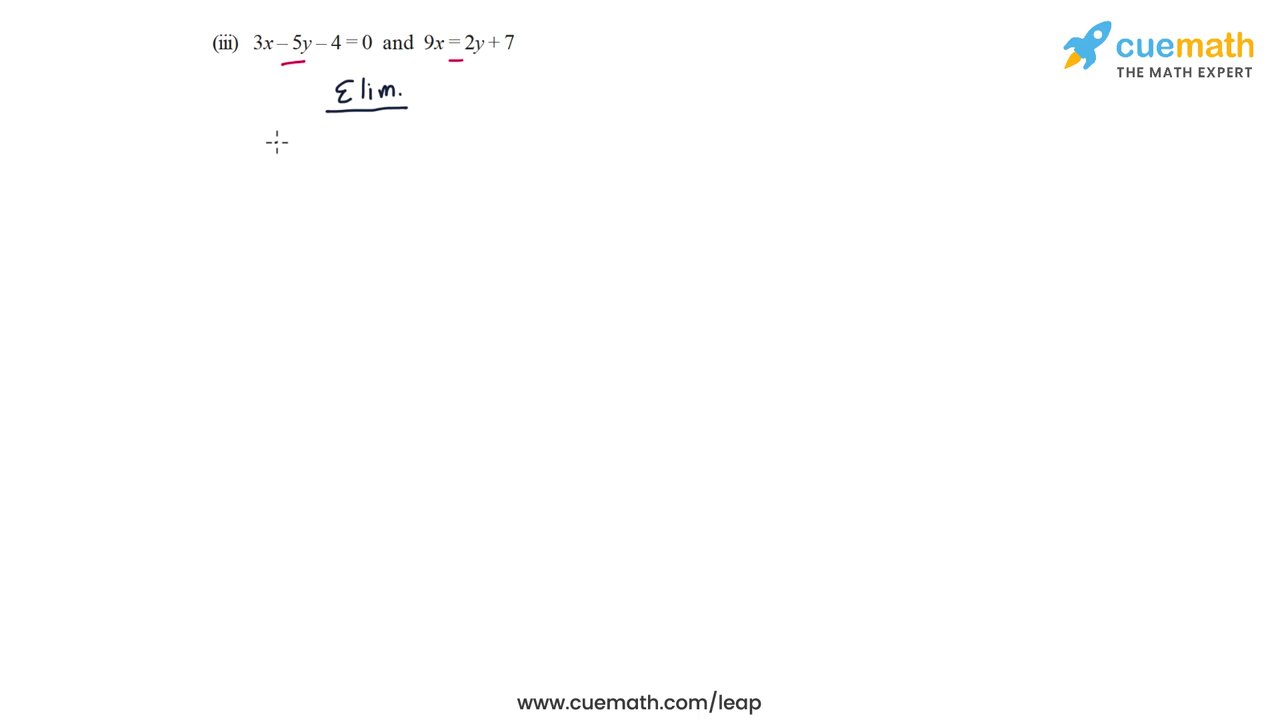 (iii) 3x – 5y – 4 = 0 and 9x = 2y + 7
Elim.
cuemath
THE MATH EXPERT
www.cuemath.com/leap